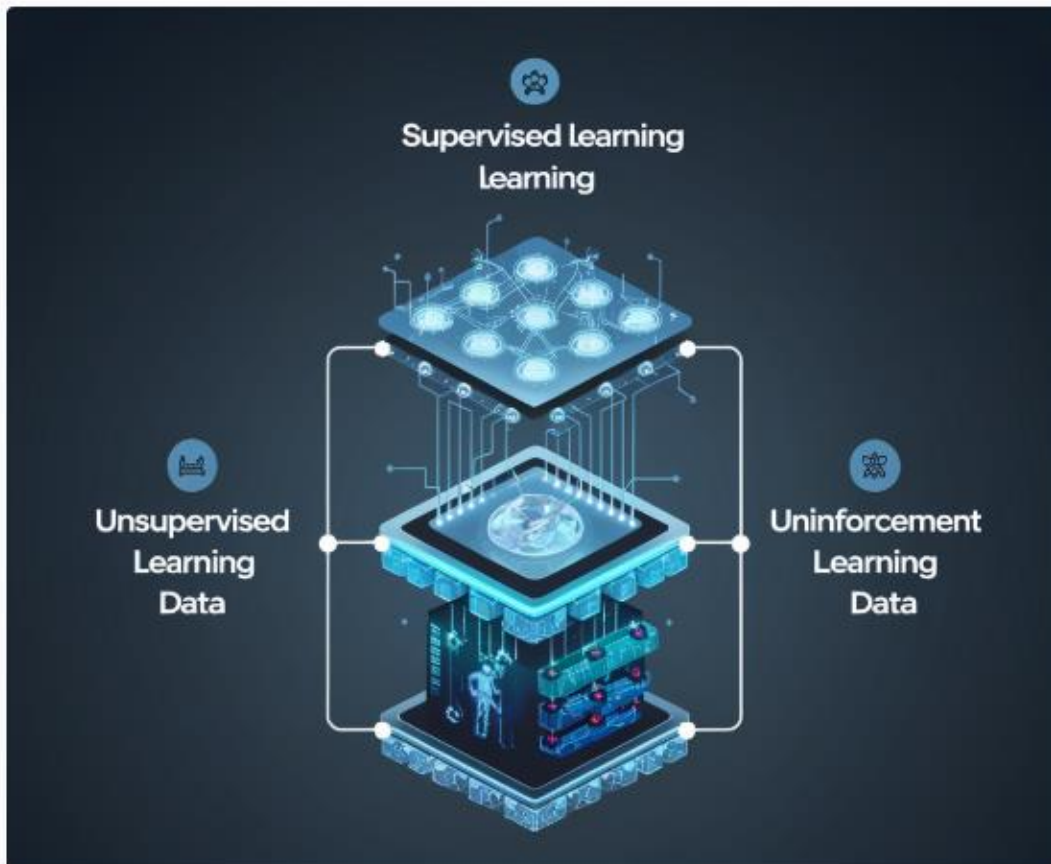 Supervised learning
learning
Unsupervised
Learning
Data
Uninforcement
Learning
Data